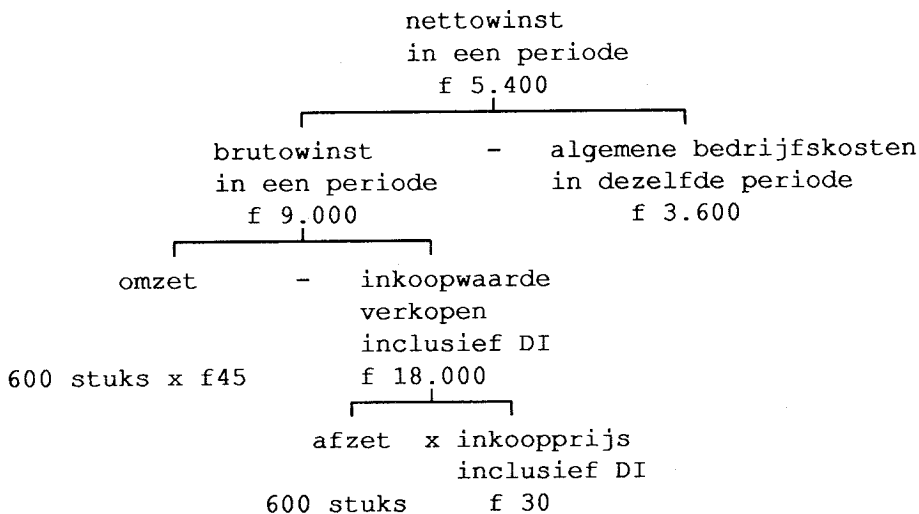 nettowinst
in een periode
f 5.400
brutowinst - algemene bedrijfskosten
in een periode in dezelfde periode
f 9.000 f 3.600
omzet - inkoopwaarde
verkopen
inclusief DI
600 stuks x f45 f 18.000
afzet x inkoopprijs
inclusief DI
600 stuks f 30